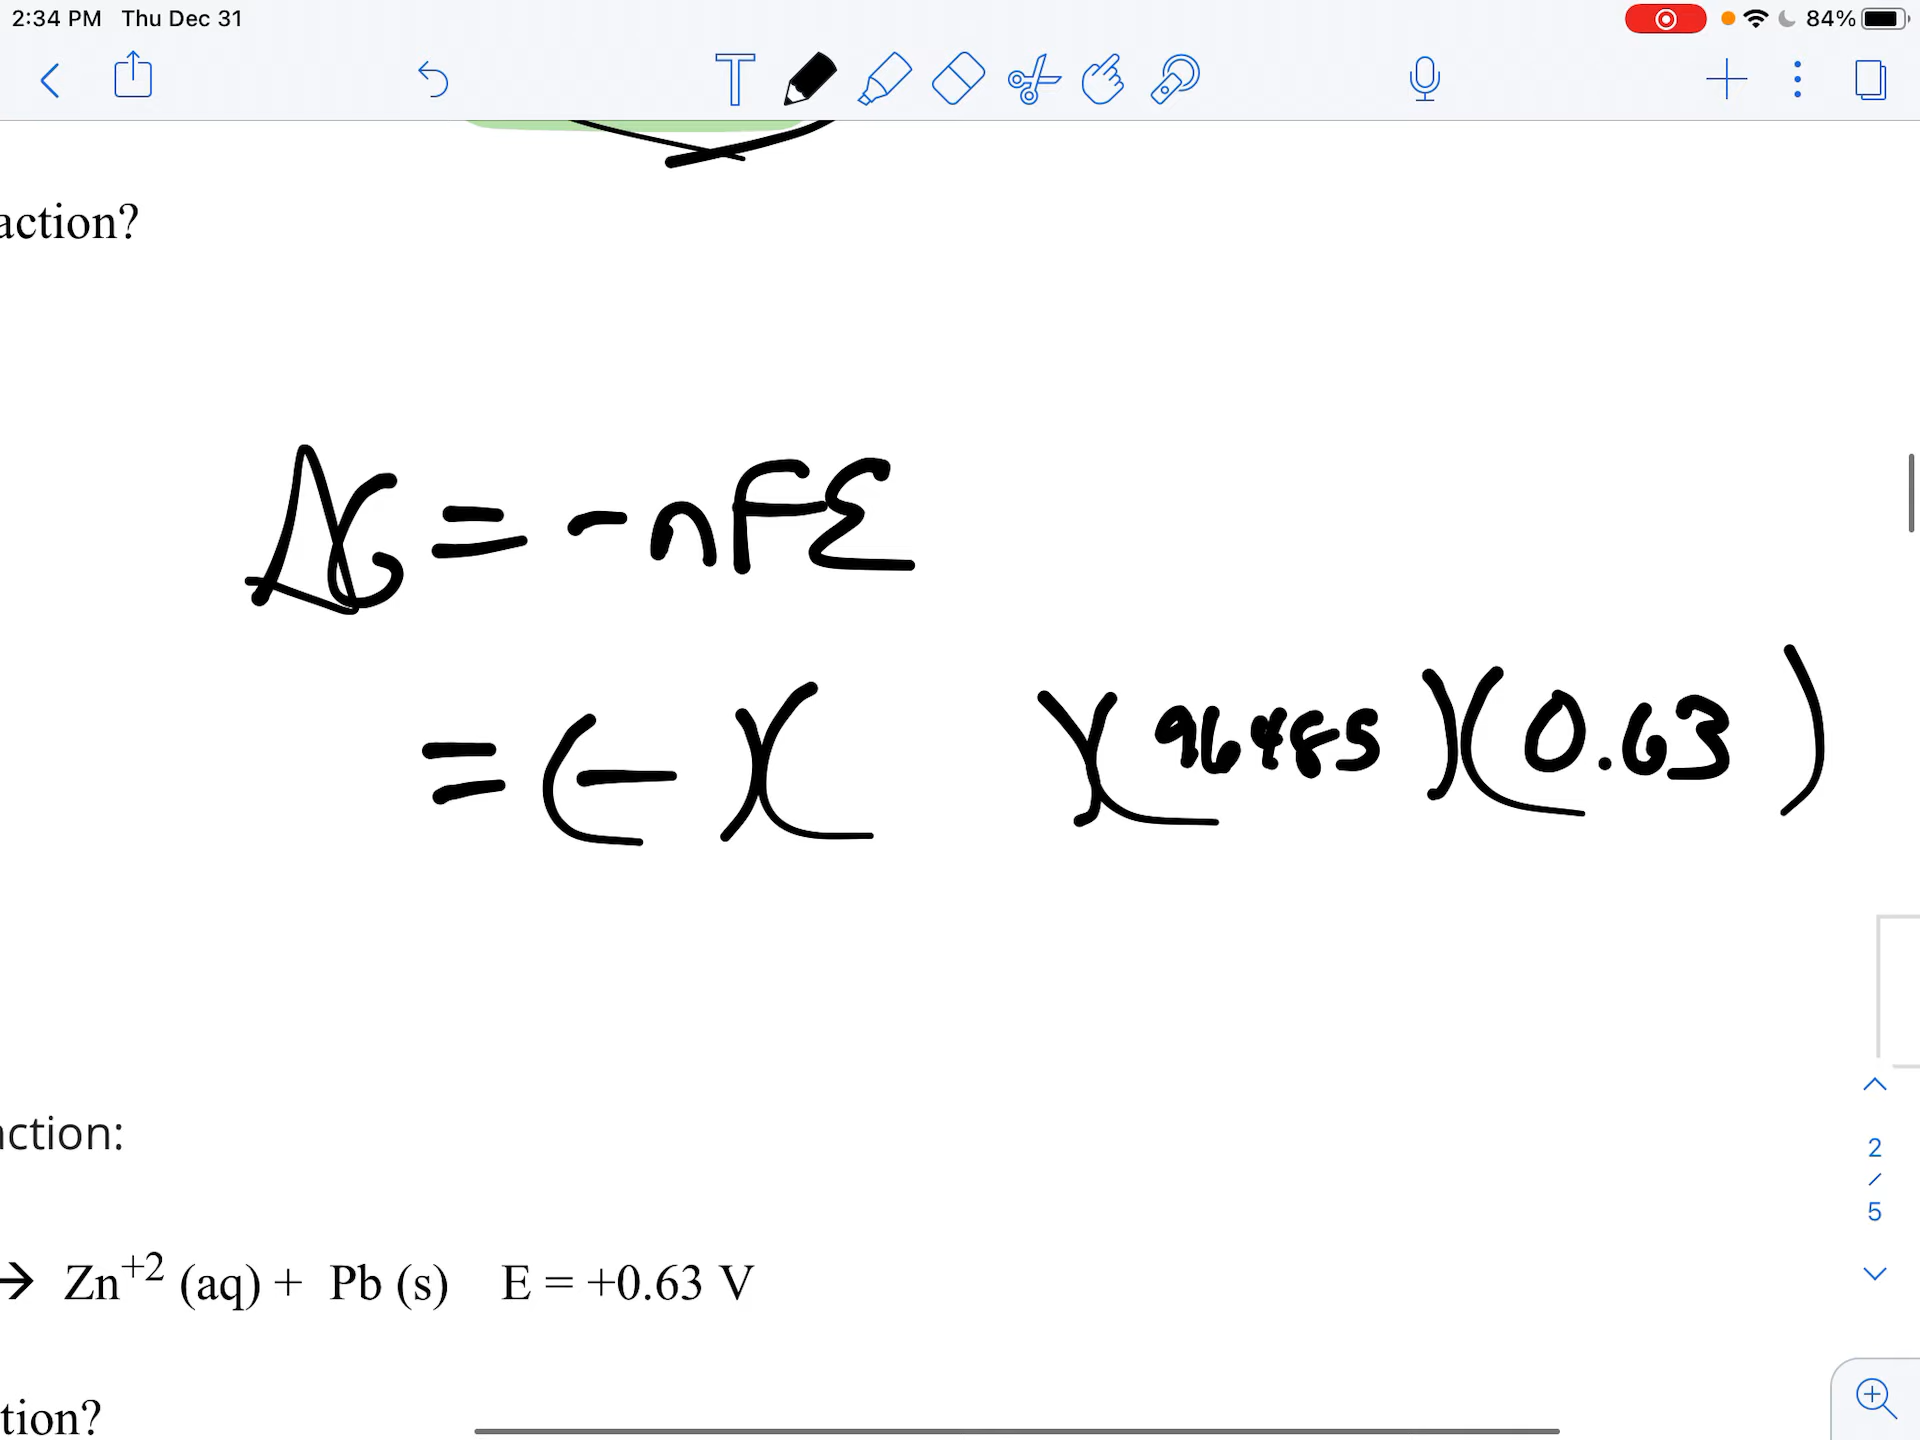 2:34 PM Thu Dec 31 84%
T
action?
ΔG = -nFE
= (-)( )(96485)(0.63)
action:
2
/
5
→ Zn+2 (aq) + Pb (s) E = +0.63 V
tion?